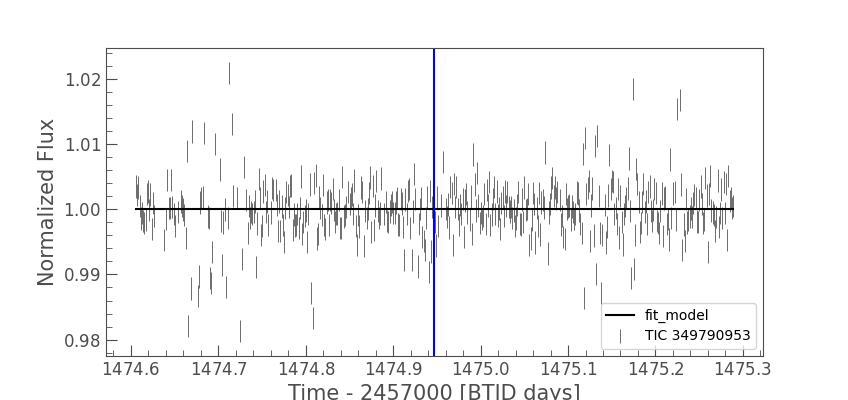 1.02
1.01
1.00
0.99
0.98
Normalized Flux
fit_model
TIC 349790953
1474.6 1474.7 1474.8 1474.9 1475.0 1475.1 1475.2 1475.3
Time - 2457000 [BTJD days]